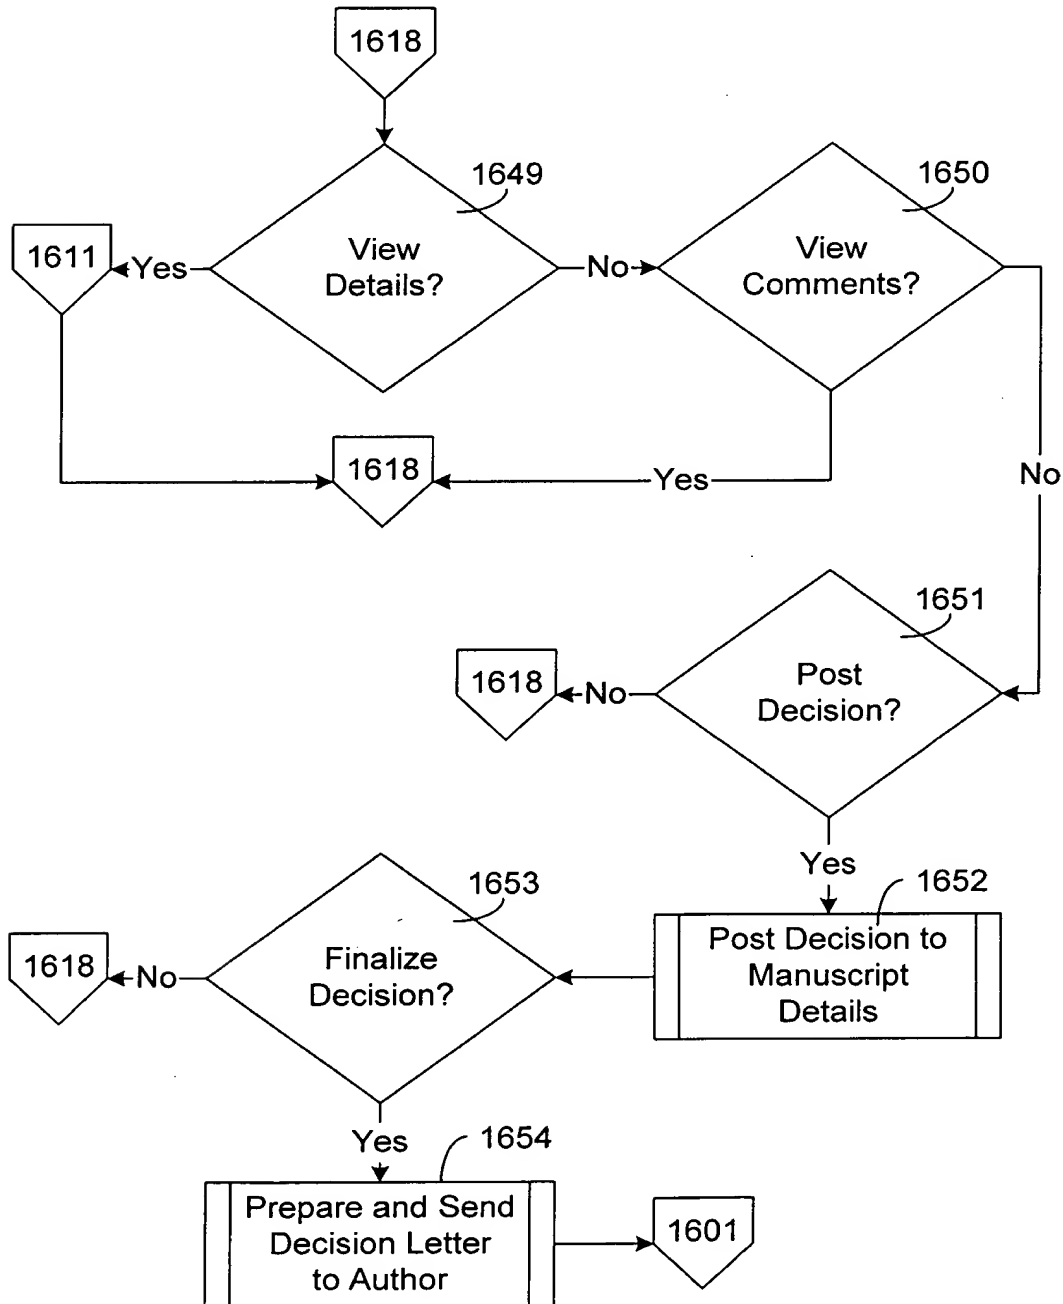 1618
1649
1650
View
Details?
View
Comments?
1611
Yes
No
1618
Yes
No
1651
Post
Decision?
1618
No
Yes
1652
Post Decision to
Manuscript
Details
1653
Finalize
Decision?
1618
No
Yes
1654
Prepare and Send
Decision Letter
to Author
1601